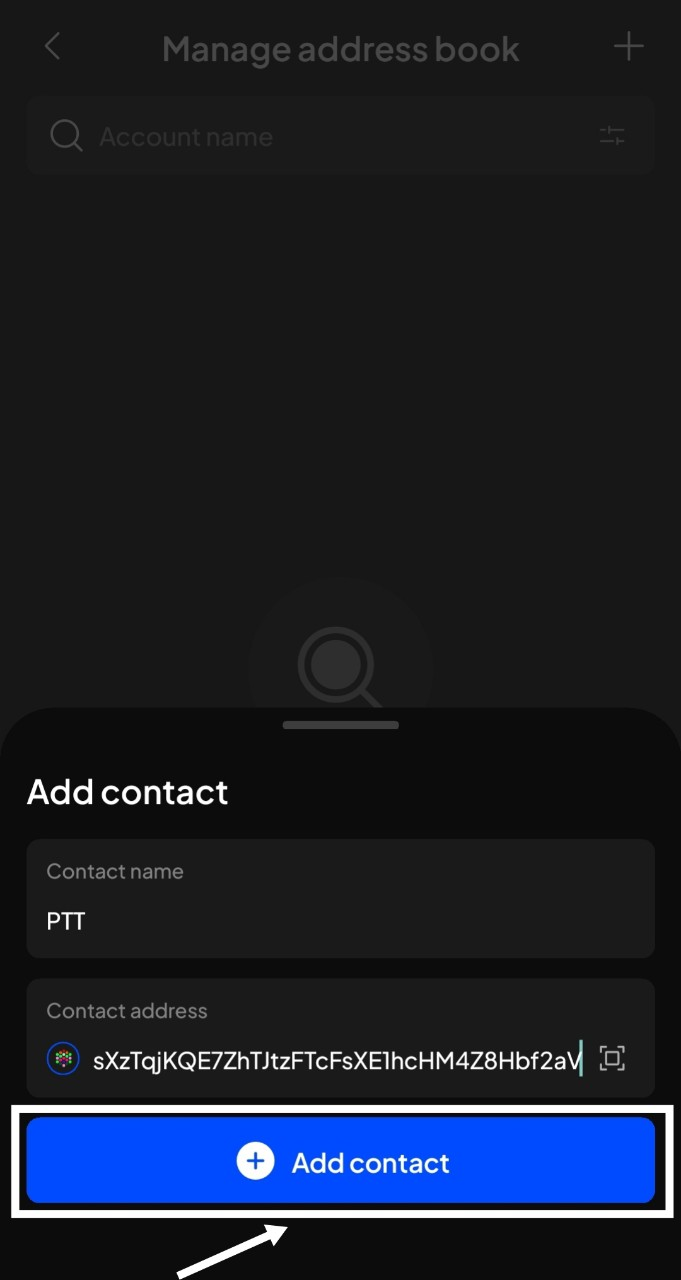 Manage address book
Account name
Add contact
Contact name
PTT
Contact address
sXzTqjKQE7ZhTJtzFTcFsXE1hcHM4Z8Hbf2aV
Add contact